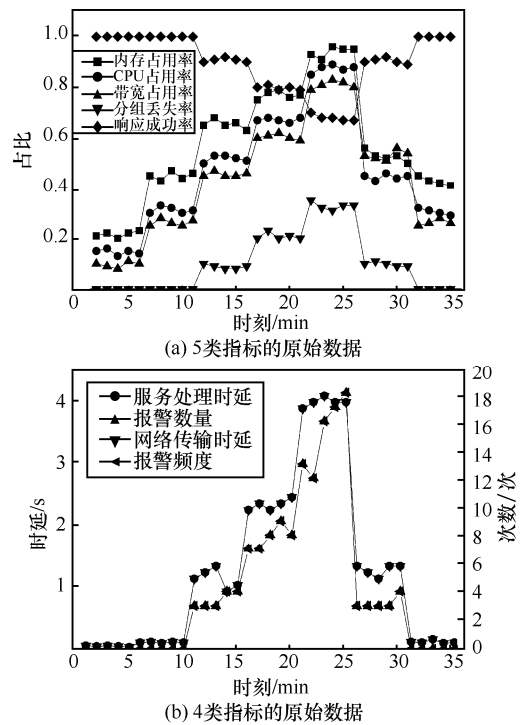 1.0
0.8
0.6
0.4
0.2
占比
内存占用率
CPU占用率
带宽占用率
分组丢失率
响应成功率
0 5 10 15 20 25 30 35
时刻/min
(a) 5类指标的原始数据
4
3
2
1
时延/s
服务处理时延
报警数量
网络传输时延
报警频度
20
18
16
14
12
10
8
6
4
2
0
次数/次
0 5 10 15 20 25 30 35
时刻/min
(b) 4类指标的原始数据